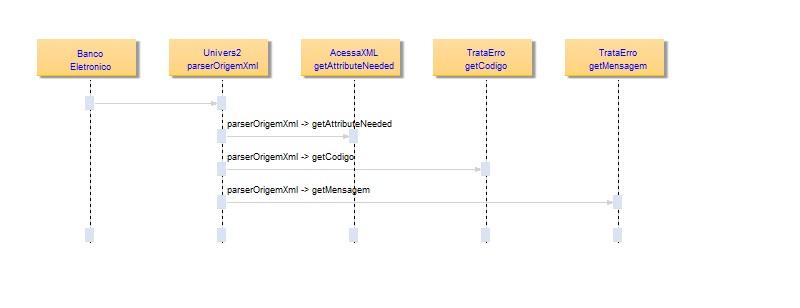 Banco
Eletronico
Univers2
parserOrigemXml
AcessaXML
getAttributeNeeded
TrataErro
getCodigo
TrataErro
getMensagem
parserOrigemXml -> getAttributeNeeded
parserOrigemXml -> getCodigo
parserOrigemXml -> getMensagem